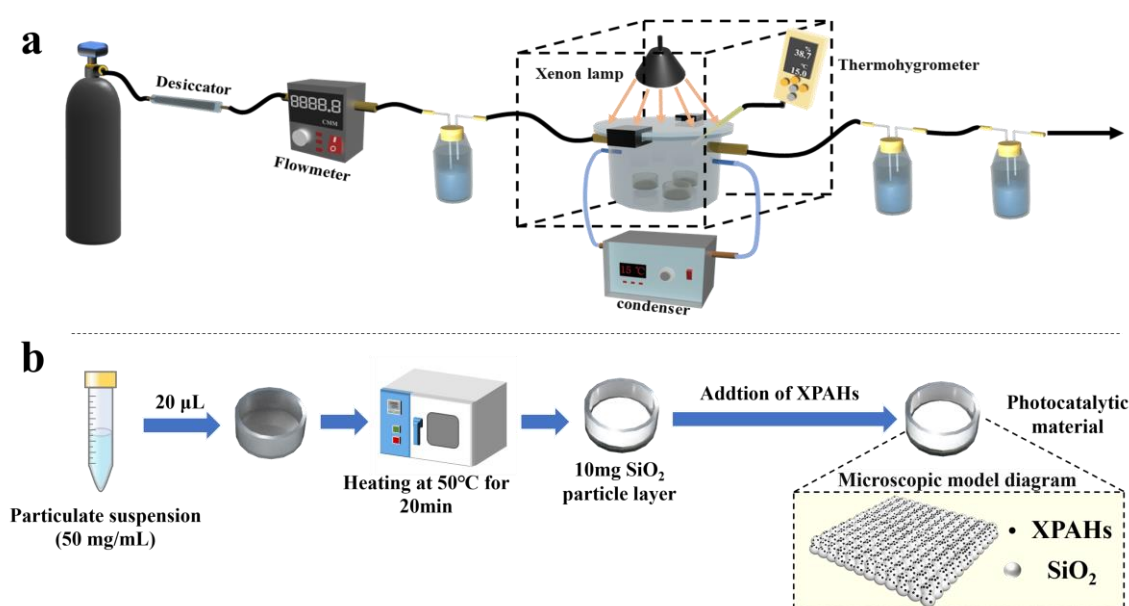 a
Desiccator
8888.8
CMM
Flowmeter
Xenon lamp
38.7
℃
15.0
Thermohygrometer
15 ℃
condenser
b
20 μL
Particulate suspension
(50 mg/mL)
Heating at 50℃ for
20min
10mg SiO₂
particle layer
Addtion of XPAHs
Photocatalytic
material
Microscopic model diagram
XPAHs
SiO₂